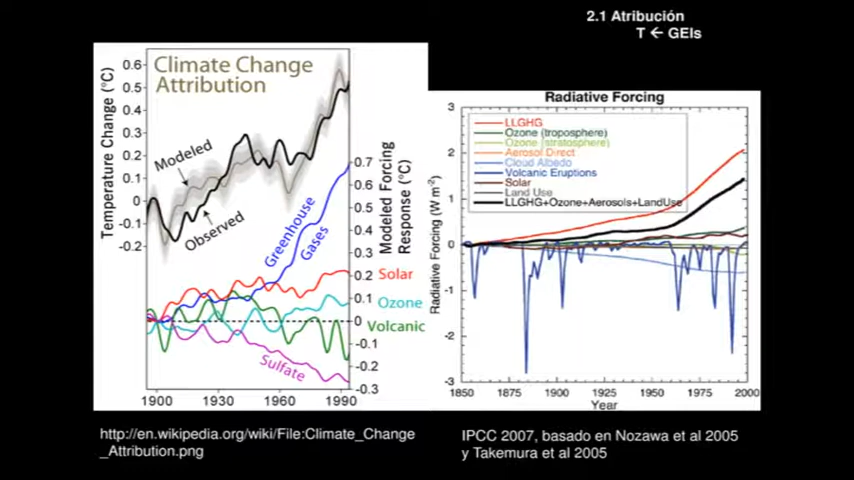 2.1 Atribución
T ← GEIs
Climate Change
Attribution
Temperature Change (°C)
0.6
0.5
0.4
0.3
0.2
0.1
0
-0.1
-0.2
Modeled
Observed
Modeled Forcing
Response (°C)
0.7
0.6
0.5
0.4
0.3
0.2
0.1
0
-0.1
-0.2
-0.3
Greenhouse
Gases
Solar
Ozone
Volcanic
Sulfate
1900
1930
1960
1990
Radiative Forcing
LLGHG
Ozone (troposphere)
Ozone (stratosphere)
Aerosol Direct
Cloud Albedo
Volcanic Eruptions
Solar
Land Use
LLGHG+Ozone+Aerosols+LandUse
Radiative Forcing (W m-2)
3
2
1
0
-1
-2
-3
1850
1875
1900
1925
1950
1975
2000
Year
http://en.wikipedia.org/wiki/File:Climate_Change
_Attribution.png
IPCC 2007, basado en Nozawa et al 2005
y Takemura et al 2005